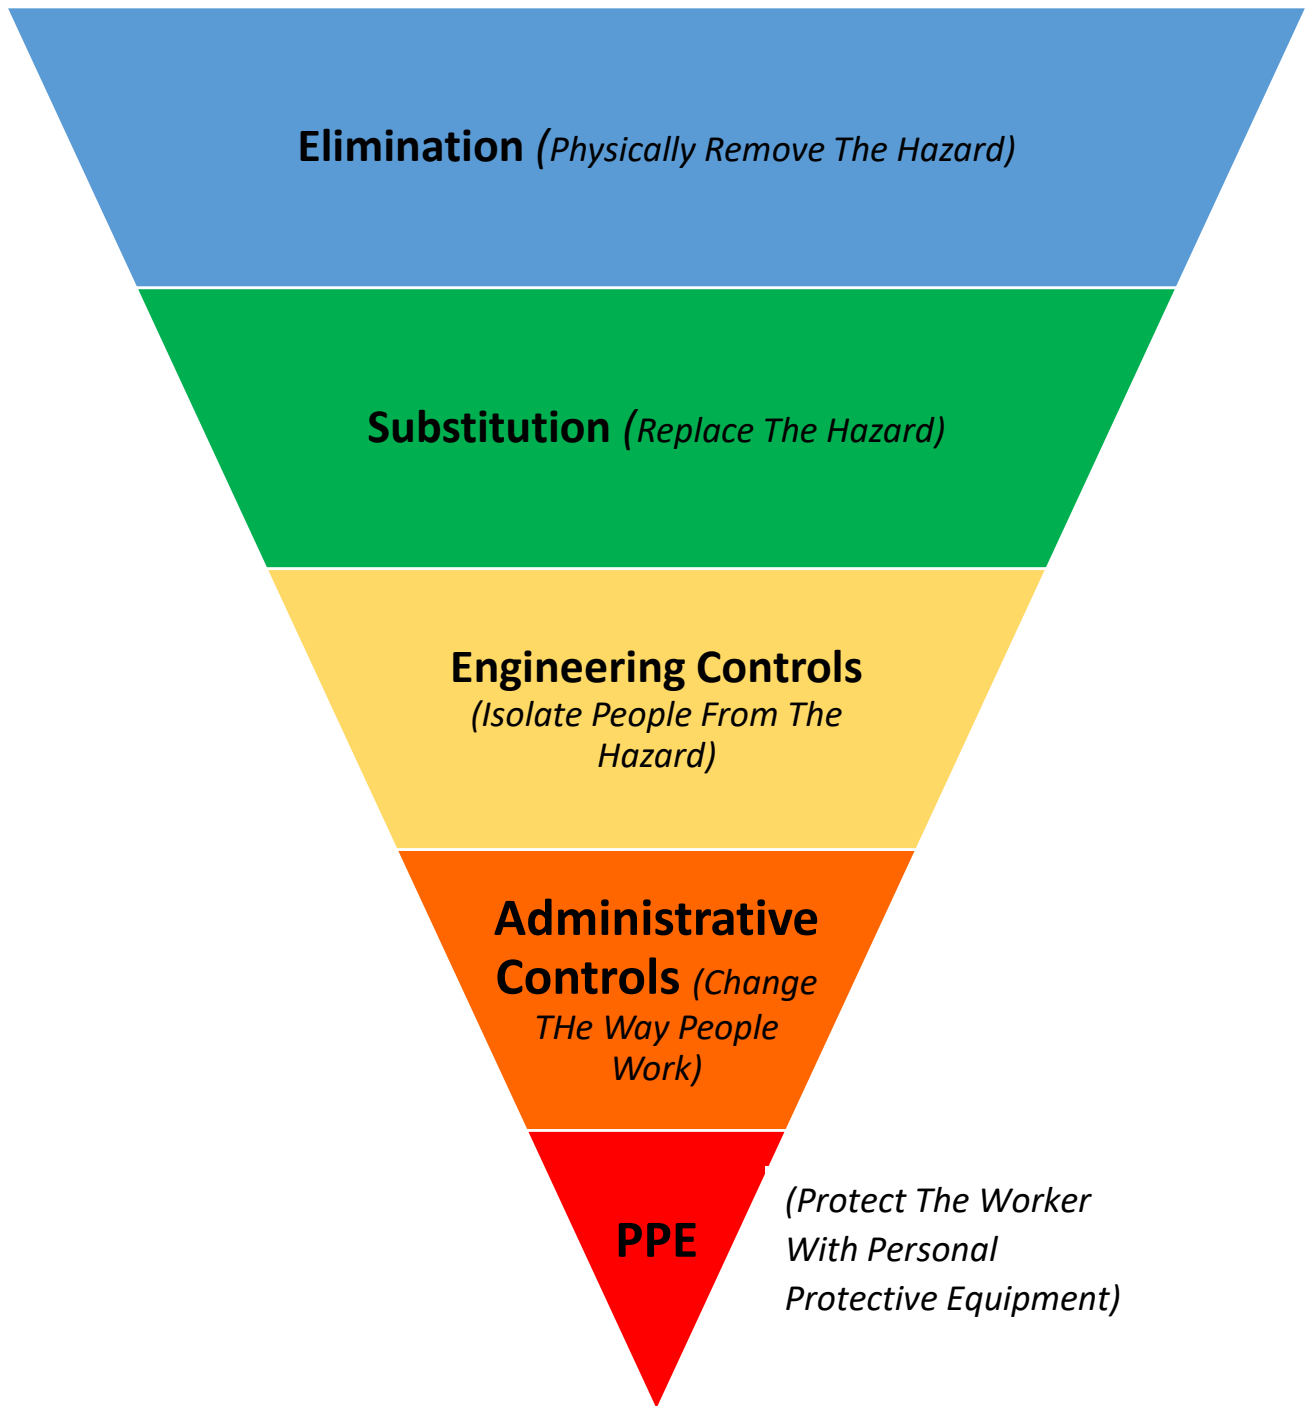 Elimination (Physically Remove The Hazard)
Substitution (Replace The Hazard)
Engineering Controls
(Isolate People From The
Hazard)
Administrative
Controls (Change
THe Way People
Work)
PPE
(Protect The Worker
With Personal
Protective Equipment)